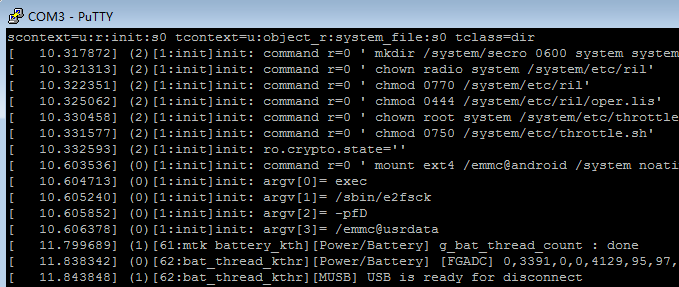 COM3 - PuTTY
scontext=u:r:init:s0 tcontext=u:object_r:system_file:s0 tclass=dir
[   10.317872] (2)[1:init]init: command r=0 ' mkdir /system/secro 0600 system system
[   10.321313] (2)[1:init]init: command r=0 ' chown radio system /system/etc/ril'
[   10.322351] (2)[1:init]init: command r=0 ' chmod 0770 /system/etc/ril'
[   10.325062] (2)[1:init]init: command r=0 ' chmod 0444 /system/etc/ril/oper.lis'
[   10.330458] (2)[1:init]init: command r=0 ' chown root system /system/etc/throttle
[   10.331577] (2)[1:init]init: command r=0 ' chmod 0750 /system/etc/throttle.sh'
[   10.332593] (2)[1:init]init: ro.crypto.state=''
[   10.603536] (0)[1:init]init: command r=0 ' mount ext4 /emmc@android /system noati
[   10.604713] (0)[1:init]init: argv[0]= exec
[   10.605240] (0)[1:init]init: argv[1]= /sbin/e2fsck
[   10.605852] (0)[1:init]init: argv[2]= -pfD
[   10.606378] (0)[1:init]init: argv[3]= /emmc@usrdata
[   11.799689] (1)[61:mtk battery_kth][Power/Battery] g_bat_thread_count : done
[   11.838342] (0)[62:bat_thread_kthr][Power/Battery] [FGADC] 0,3391,0,0,4129,95,97,
[   11.843848] (1)[62:bat_thread_kthr][MUSB] USB is ready for disconnect